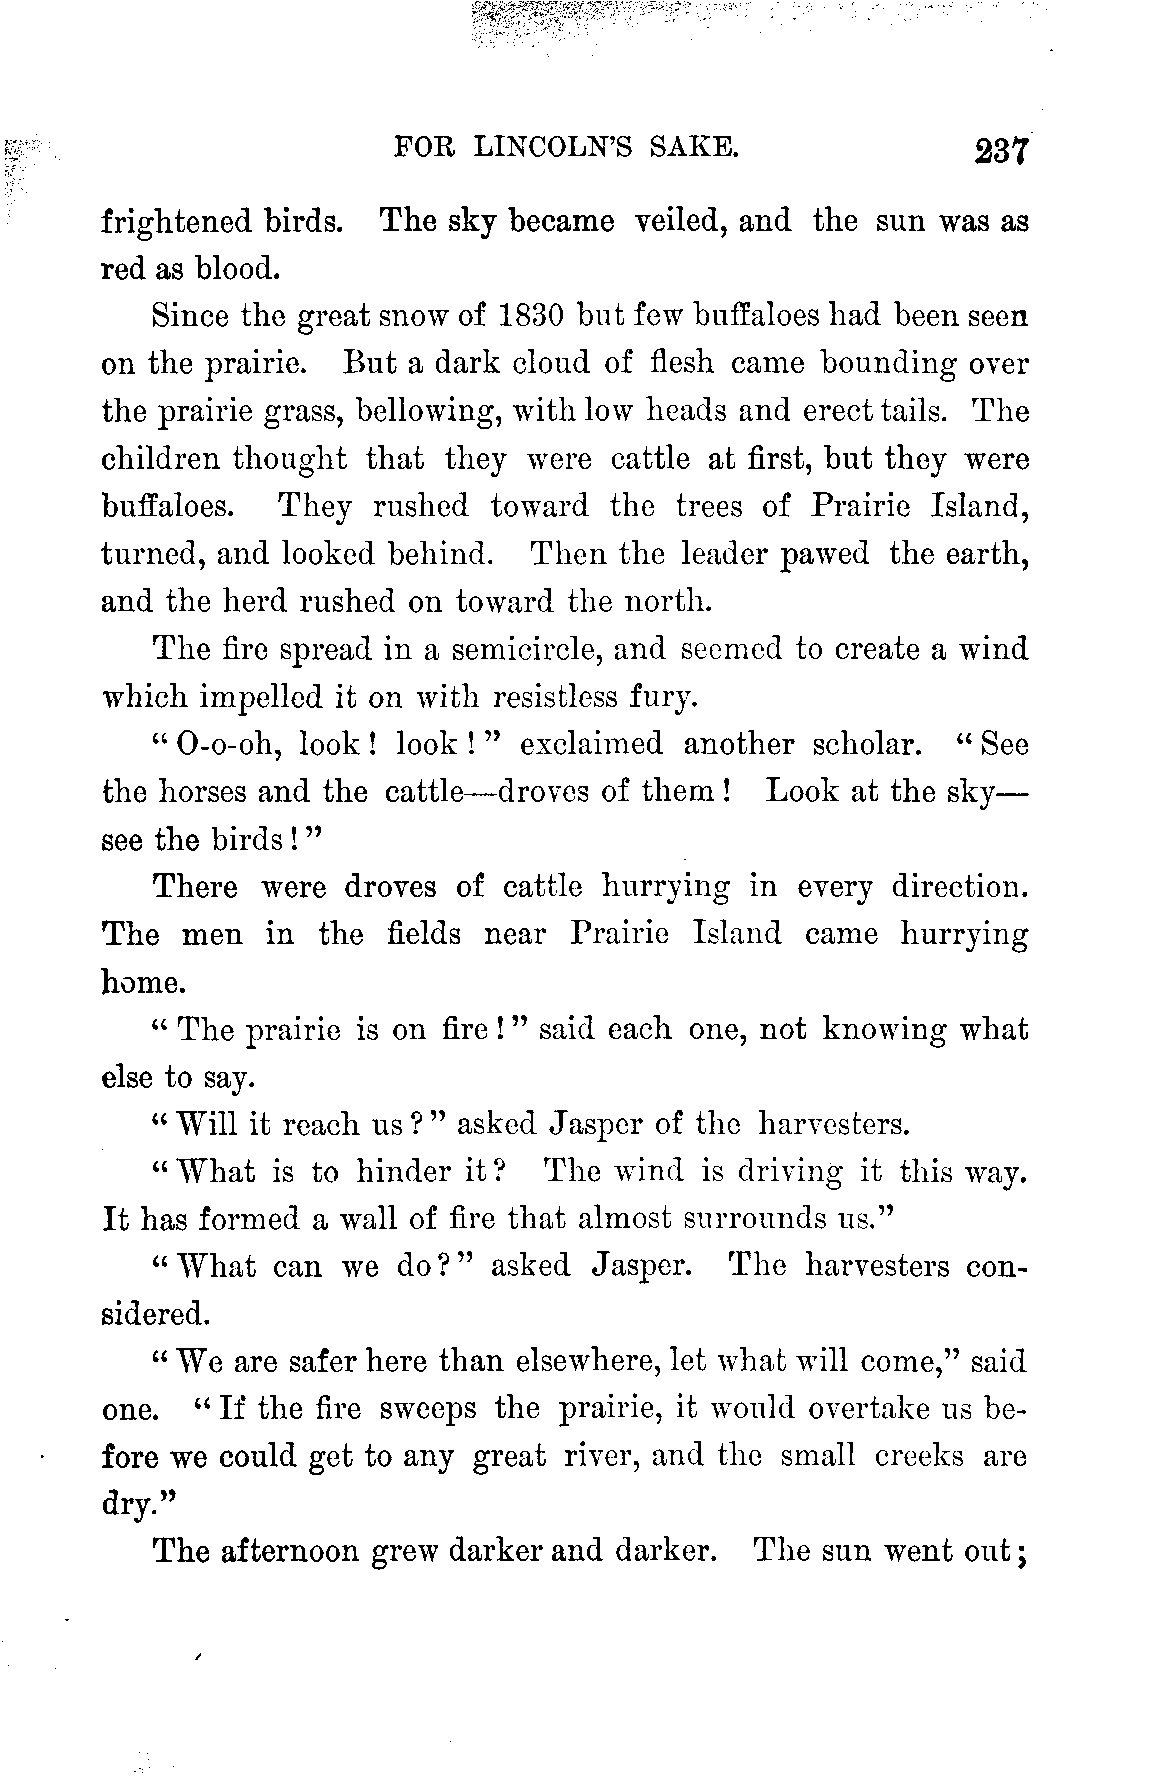 FOR LINCOLN'S SAKE. 237
frightened birds. The sky became veiled, and the sun was as
red as blood.
Since the great snow of 1830 but few buffaloes had been seen
on the prairie. But a dark cloud of flesh came bounding over
the prairie grass, bellowing, with low heads and erect tails. The
children thought that they were cattle at first, but they were
buffaloes. They rushed toward the trees of Prairie Island,
turned, and looked behind. Then the leader pawed the earth,
and the herd rushed on toward the north.
The fire spread in a semicircle, and seemed to create a wind
which impelled it on with resistless fury.
"O-o-oh, look! look!" exclaimed another scholar. "See
the horses and the cattle—droves of them! Look at the sky—
see the birds!"
There were droves of cattle hurrying in every direction.
The men in the fields near Prairie Island came hurrying
home.
"The prairie is on fire!" said each one, not knowing what
else to say.
"Will it reach us?" asked Jasper of the harvesters.
"What is to hinder it? The wind is driving it this way.
It has formed a wall of fire that almost surrounds us."
"What can we do?" asked Jasper. The harvesters con-
sidered.
"We are safer here than elsewhere, let what will come," said
one. "If the fire sweeps the prairie, it would overtake us be-
fore we could get to any great river, and the small creeks are
dry."
The afternoon grew darker and darker. The sun went out;